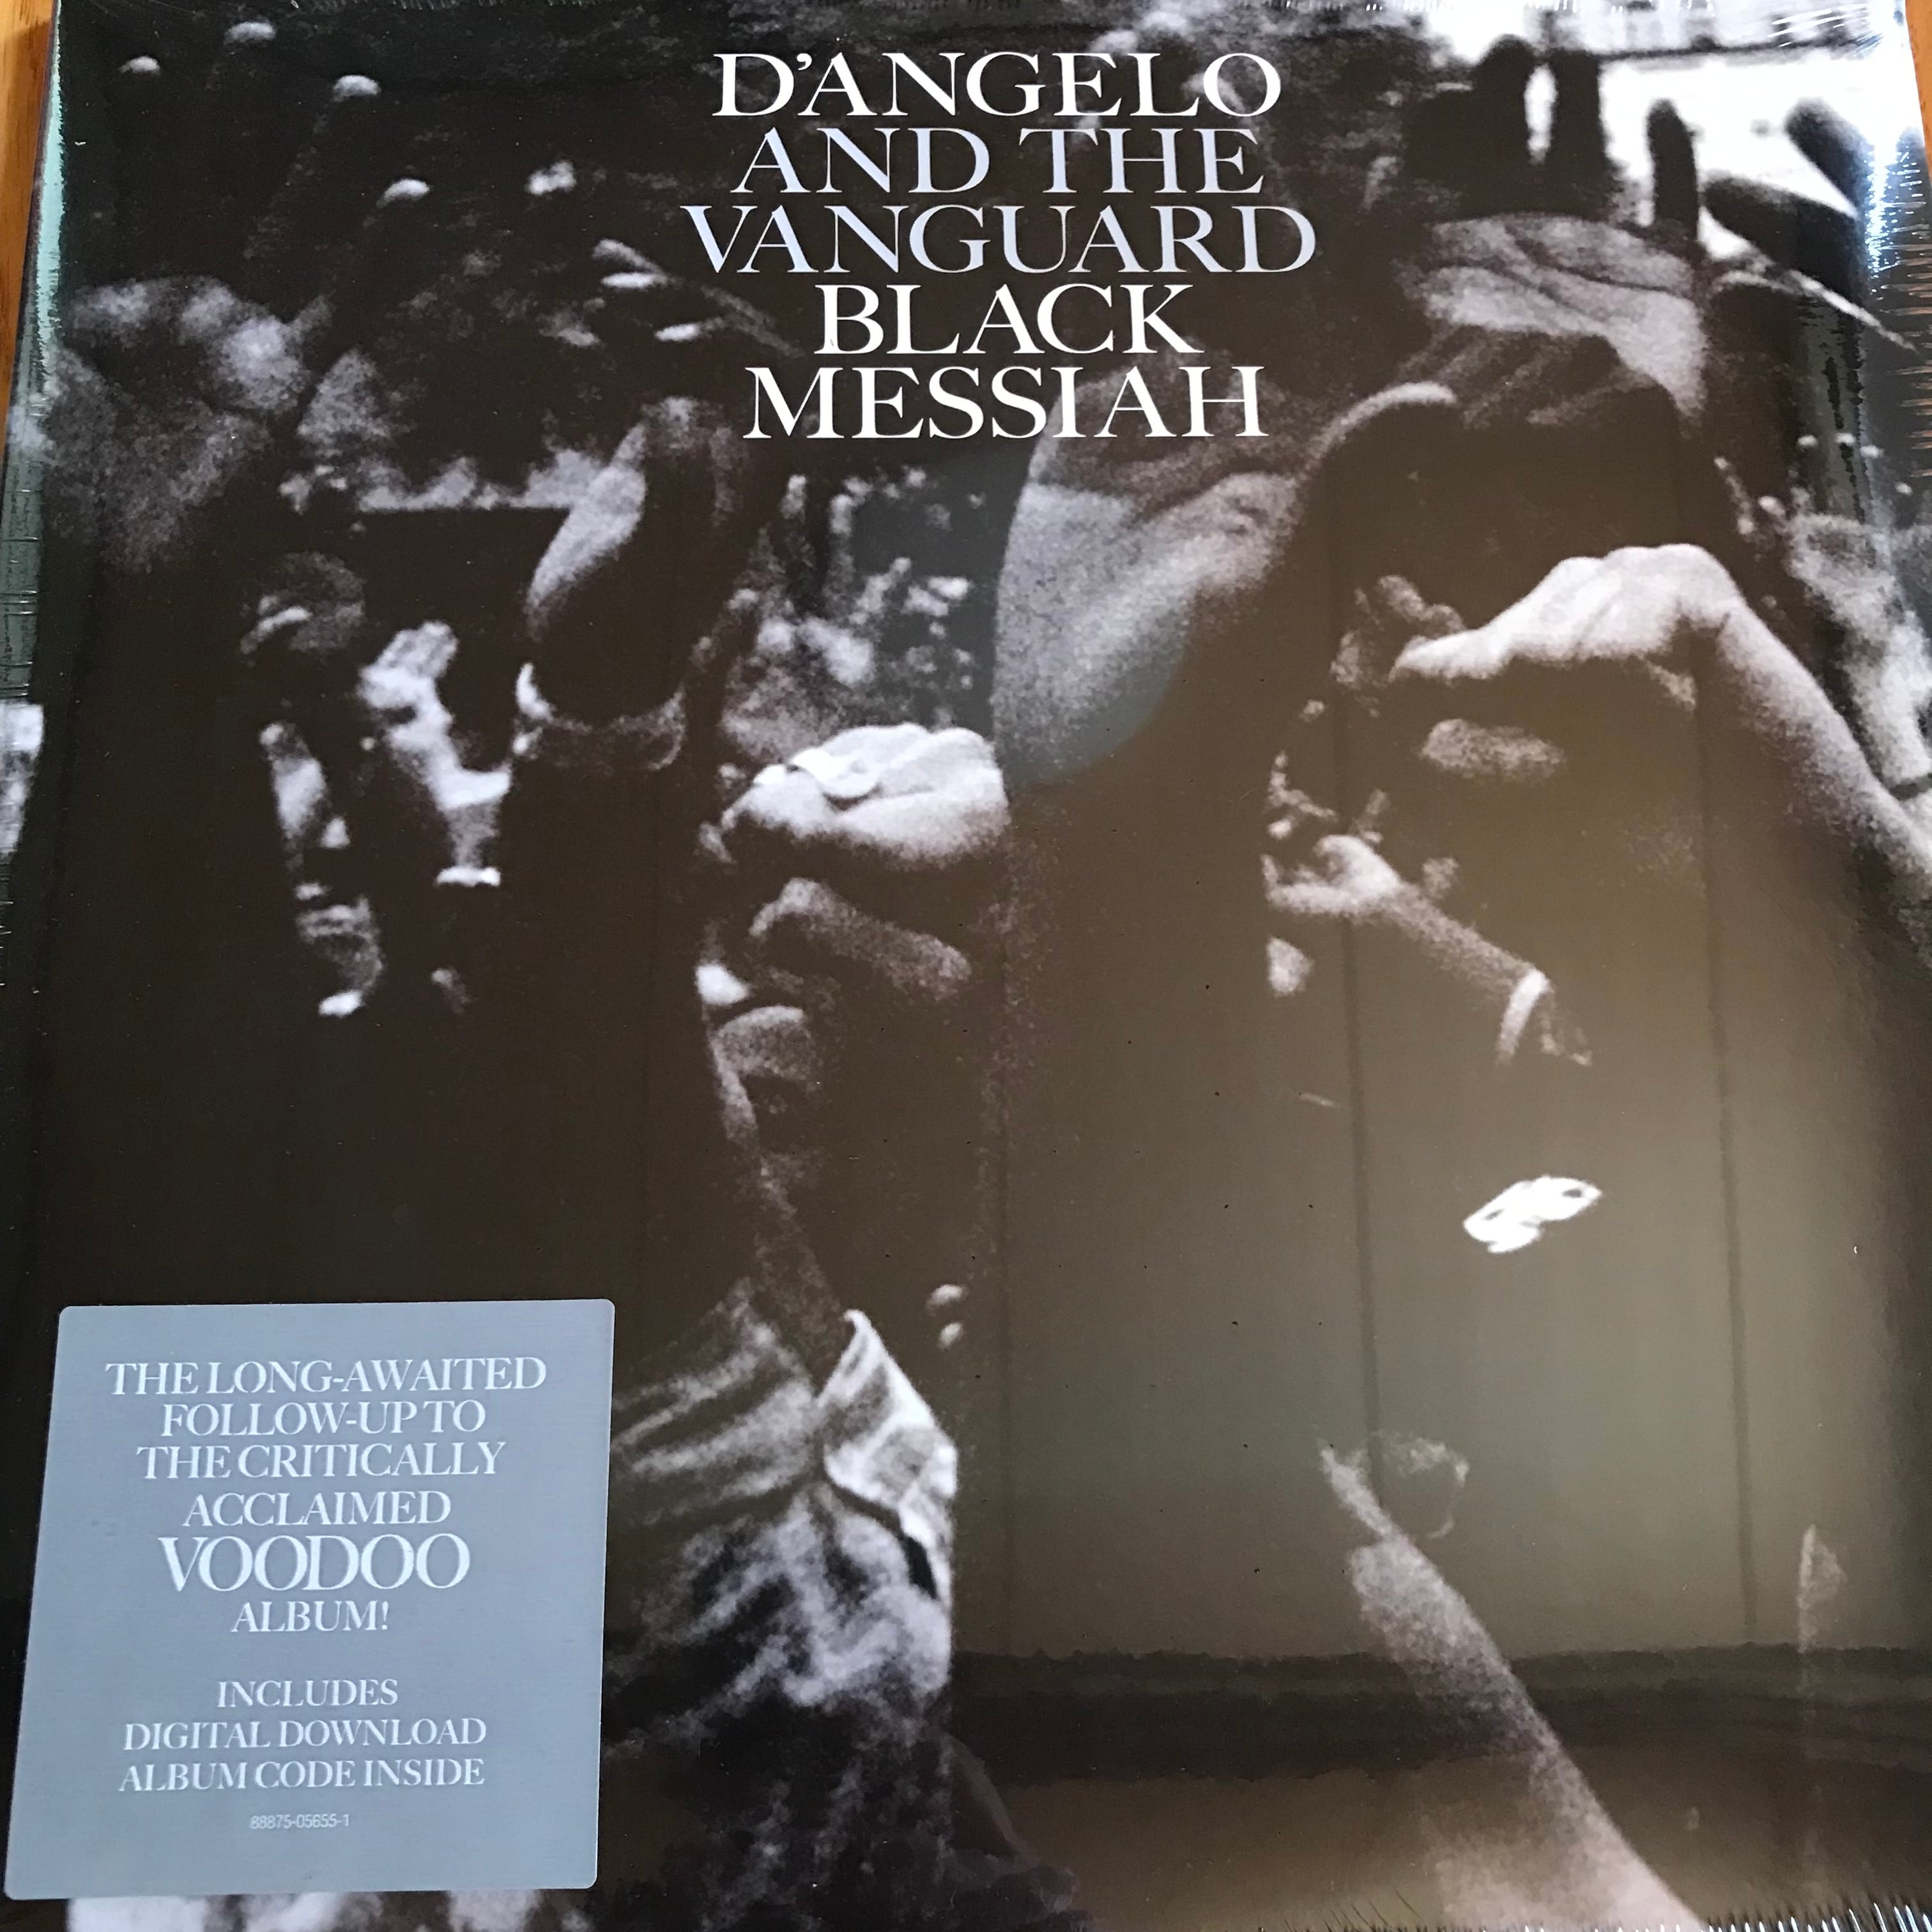 D'ANGELO
AND THE
VANGUARD
BLACK
MESSIAH
THE LONG-AWAITED
FOLLOW-UP TO
THE CRITICALLY
ACCLAIMED
VOODOO
ALBUM!
INCLUDES
DIGITAL DOWNLOAD
ALBUM CODE INSIDE
88875-05655-1